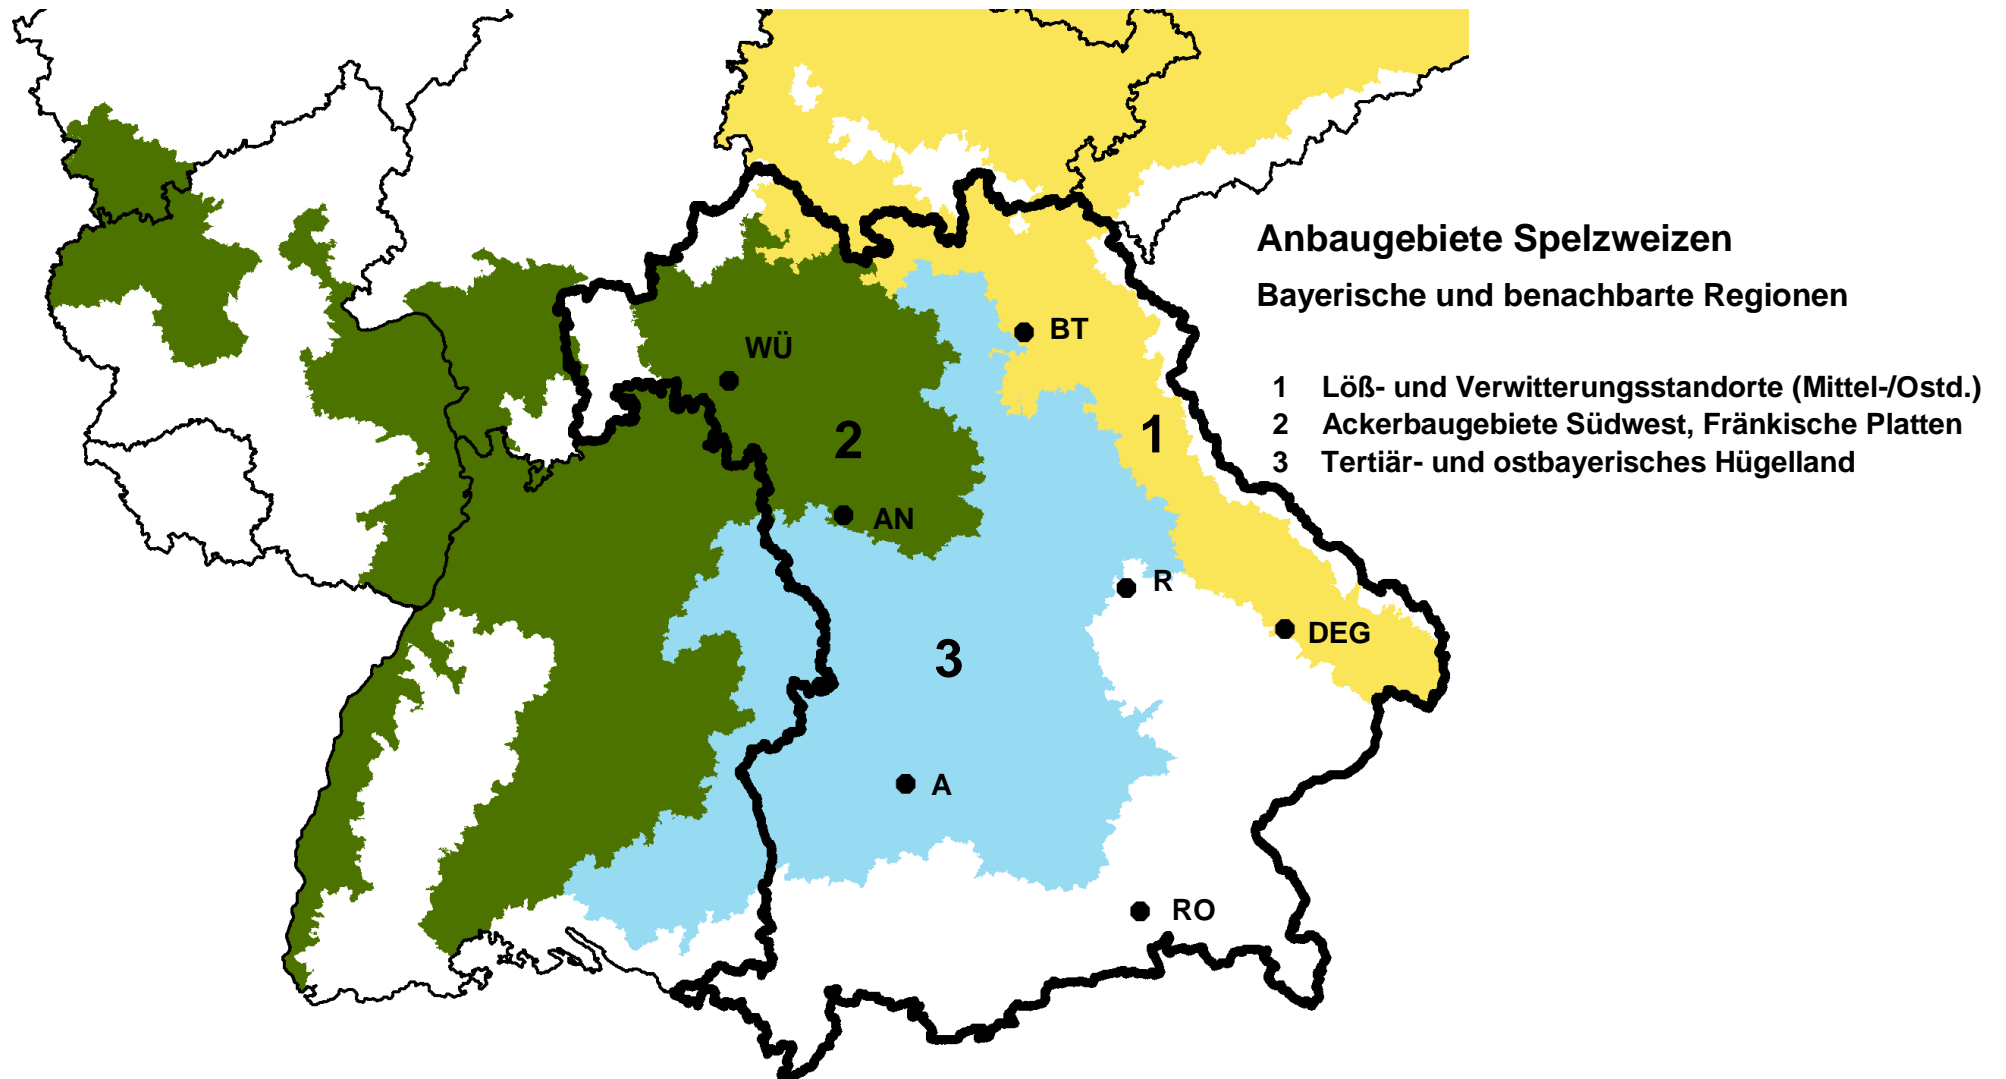 Anbaugebiete Spelzweizen
Bayerische und benachbarte Regionen
1 Löß- und Verwitterungsstandorte (Mittel-/Ostd.)
2 Ackerbaugebiete Südwest, Fränkische Platten
3 Tertiär- und ostbayerisches Hügelland
BT
WÜ
2
1
AN
R
DEG
3
A
RO